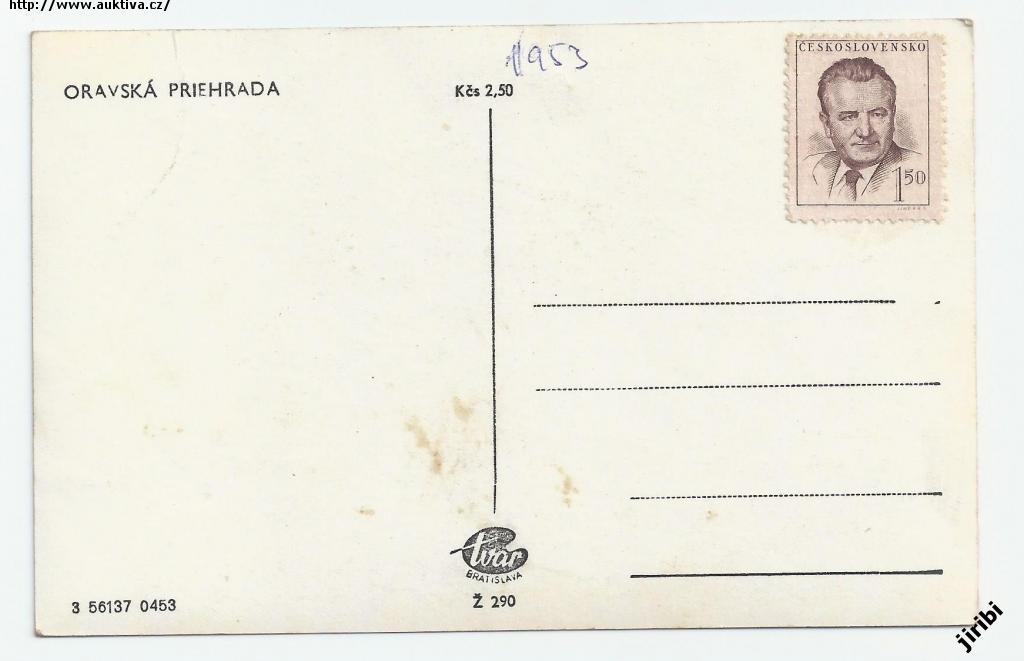 http://www.auktiva.cz/
1953
ORAVSKÁ PRIEHRADA
Kčs 2,50
ČESKOSLOVENSKO
1 50
Tvar
BRATISLAVA
Ž 290
3 56137 0453
jiribi